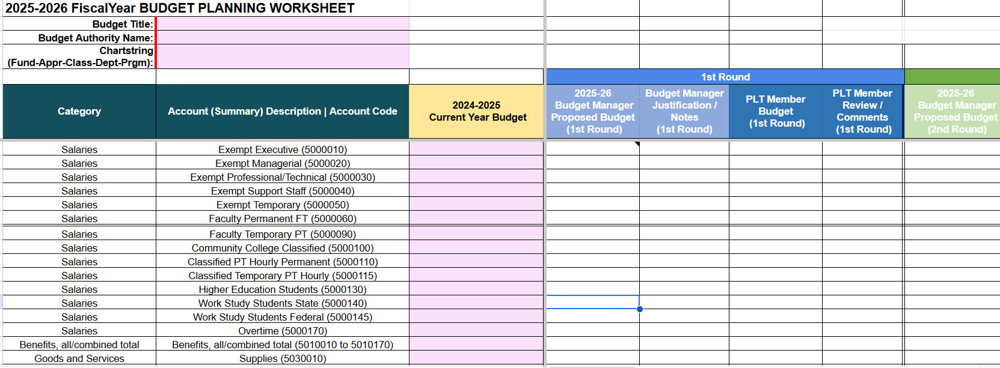 2025-2026 FiscalYear BUDGET PLANNING WORKSHEET
Budget Title:
Budget Authority Name:
Chartstring
(Fund-Appr-Class-Dept-Prgm):
1st Round
Category
Account (Summary) Description | Account Code
2024-2025
Current Year Budget
2025-26
Budget Manager
Proposed Budget
(1st Round)
Budget Manager
Justification /
Notes
(1st Round)
PLT Member
Budget
(1st Round)
PLT Member
Review /
Comments
(1st Round)
2025-26
Budget Manager
Proposed Budget
(2nd Round)
Salaries Exempt Executive (5000010)
Salaries Exempt Managerial (5000020)
Salaries Exempt Professional/Technical (5000030)
Salaries Exempt Support Staff (5000040)
Salaries Exempt Temporary (5000050)
Salaries Faculty Permanent FT (5000060)
Salaries Faculty Temporary PT (5000090)
Salaries Community College Classified (5000100)
Salaries Classified PT Hourly Permanent (5000110)
Salaries Classified Temporary PT Hourly (5000115)
Salaries Higher Education Students (5000130)
Salaries Work Study Students State (5000140)
Salaries Work Study Students Federal (5000145)
Salaries Overtime (5000170)
Benefits, all/combined total Benefits, all/combined total (5010010 to 5010170)
Goods and Services Supplies (5030010)